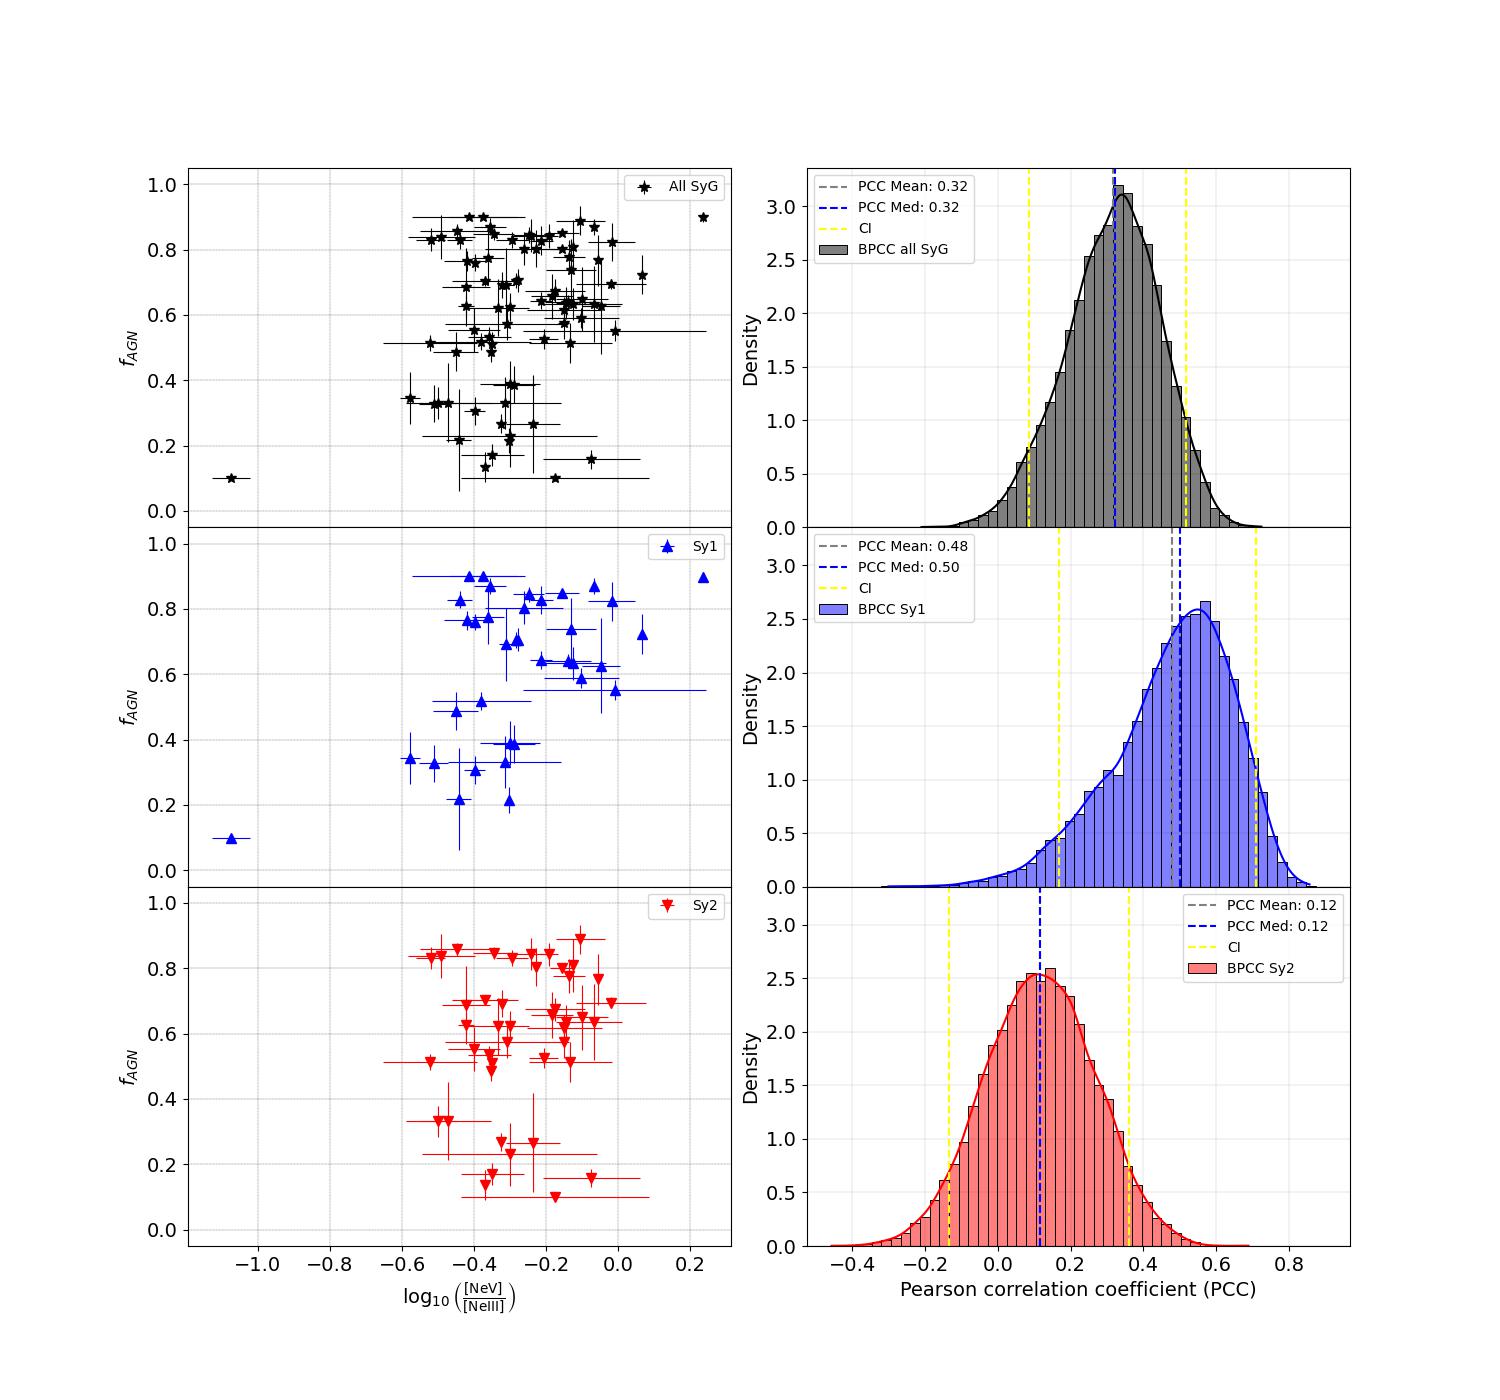 1.0
0.8
0.6
0.4
0.2
0.0
f_AGN
All SyG
3.0
2.5
2.0
1.5
1.0
0.5
0.0
Density
PCC Mean: 0.32
PCC Med: 0.32
CI
BPCC all SyG
1.0
0.8
0.6
0.4
0.2
0.0
f_AGN
Sy1
3.0
2.5
2.0
1.5
1.0
0.5
0.0
Density
PCC Mean: 0.48
PCC Med: 0.50
CI
BPCC Sy1
1.0
0.8
0.6
0.4
0.2
0.0
f_AGN
Sy2
3.0
2.5
2.0
1.5
1.0
0.5
0.0
Density
PCC Mean: 0.12
PCC Med: 0.12
CI
BPCC Sy2
−1.0 −0.8 −0.6 −0.4 −0.2 0.0 0.2
log10 ([NeV]/[NeIII])
−0.4 −0.2 0.0 0.2 0.4 0.6 0.8
Pearson correlation coefficient (PCC)